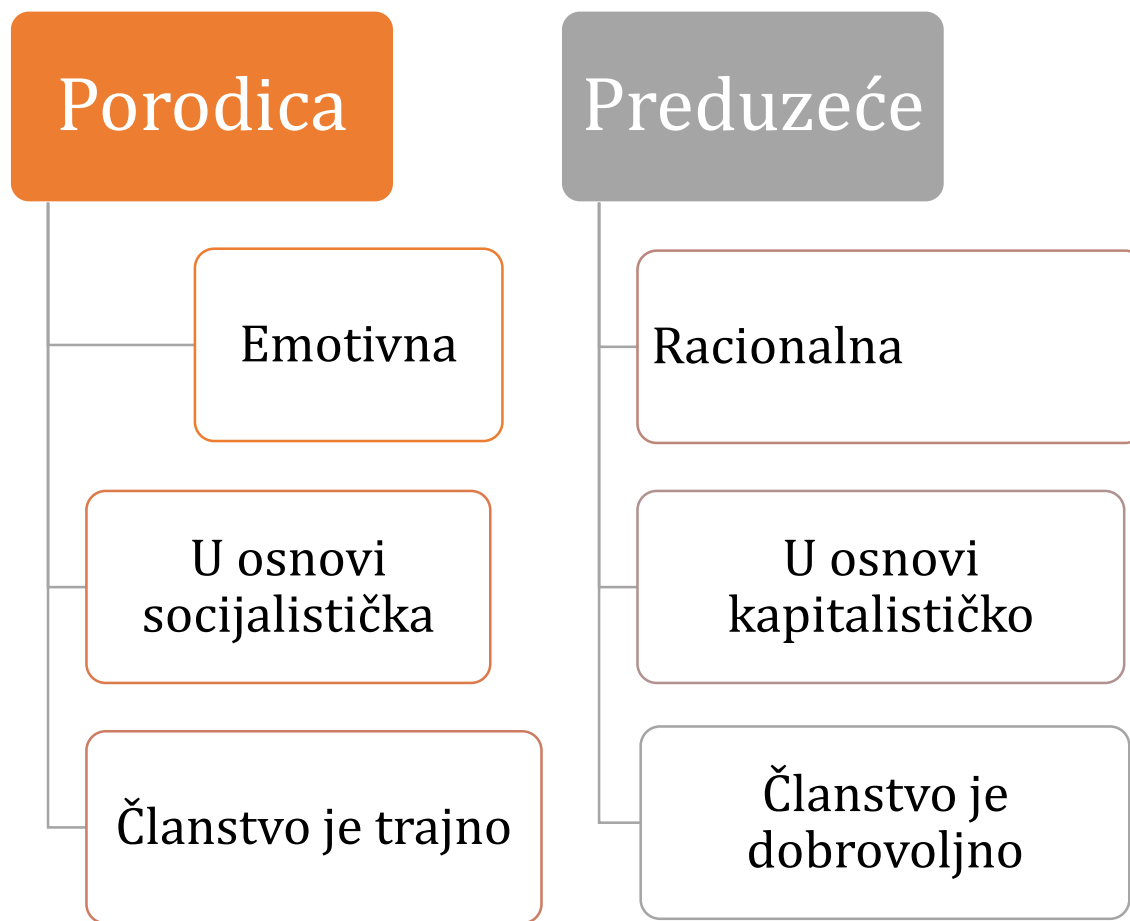 Porodica
Emotivna
U osnovi
socijalistička
Članstvo je trajno
Preduzeće
Racionalna
U osnovi
kapitalističko
Članstvo je
dobrovoljno